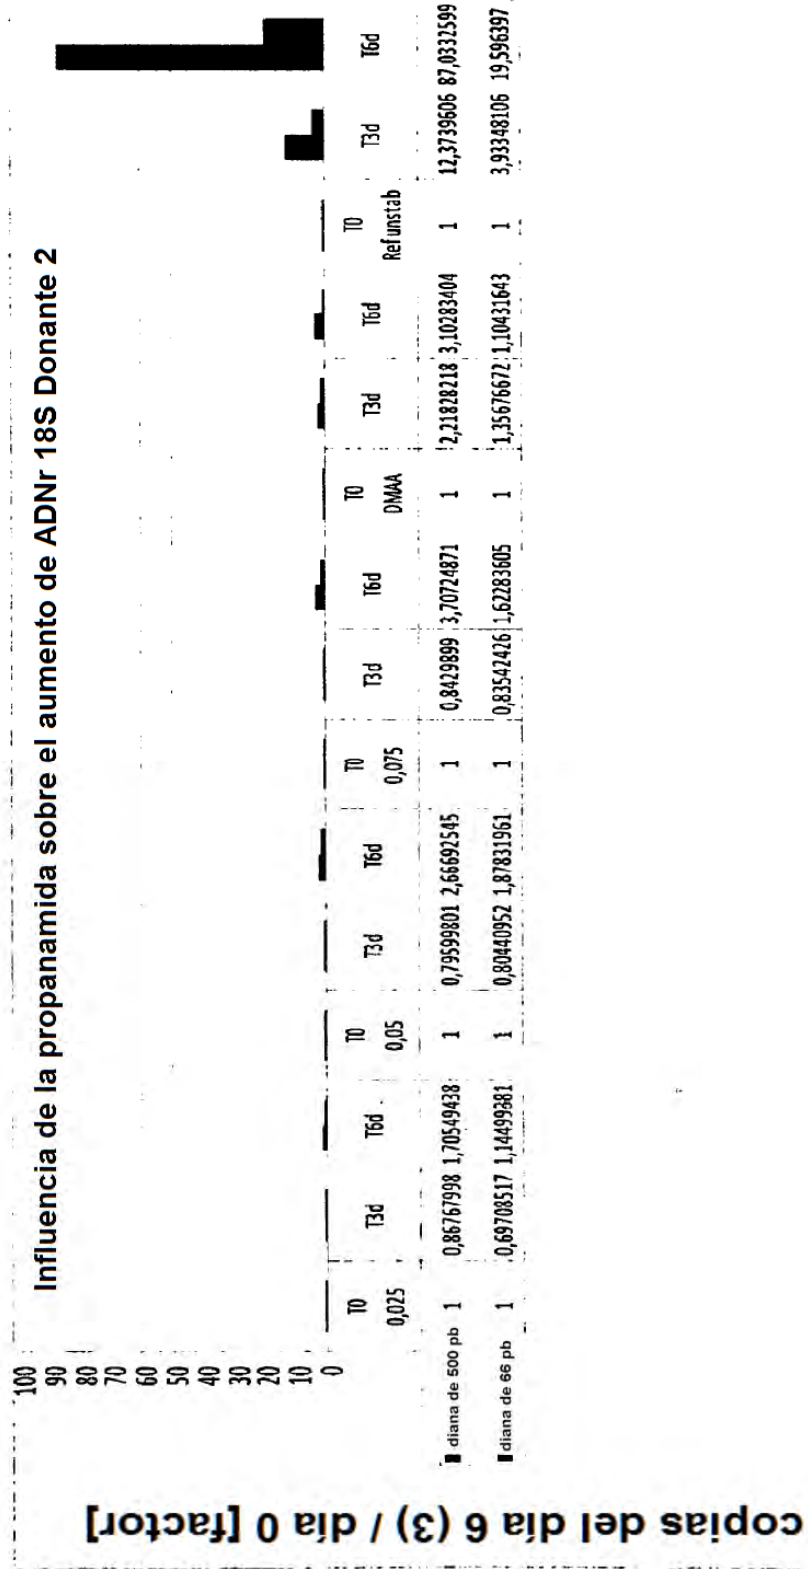 Influencia de la propanamida sobre el aumento de ADNr 18S Donante 2
copias del día 6 (3) / día 0 [factor]
100
90
80
70
60
50
40
30
20
10
0
T0 T3d T6d T0 T3d T6d T0 T3d T6d T0 T3d T6d T0 T3d T6d
0,025 0,05 0,075 DMAA Refunstab
diana de 500 pb 1 0,86767998 1,70549438 1 0,79599801 2,66692545 1 0,8429899 3,70724871 1 2,21828218 3,10283404 1 12,3739606 87,0332599
diana de 66 pb 1 0,69708517 1,14499381 1 0,80440952 1,87831961 1 0,83542426 1,62283605 1 1,35676672 1,10431643 1 3,93348106 19,596397